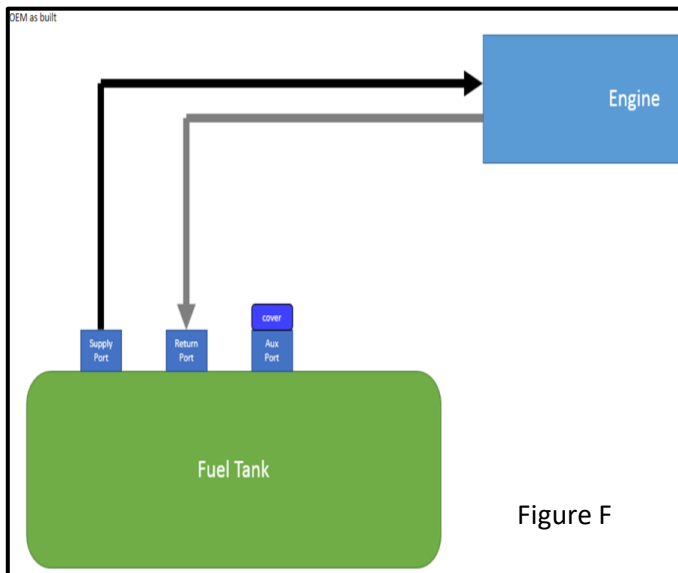 OEM as built
Engine
cover
Supply
Port
Return
Port
Aux
Port
Fuel Tank
Figure F